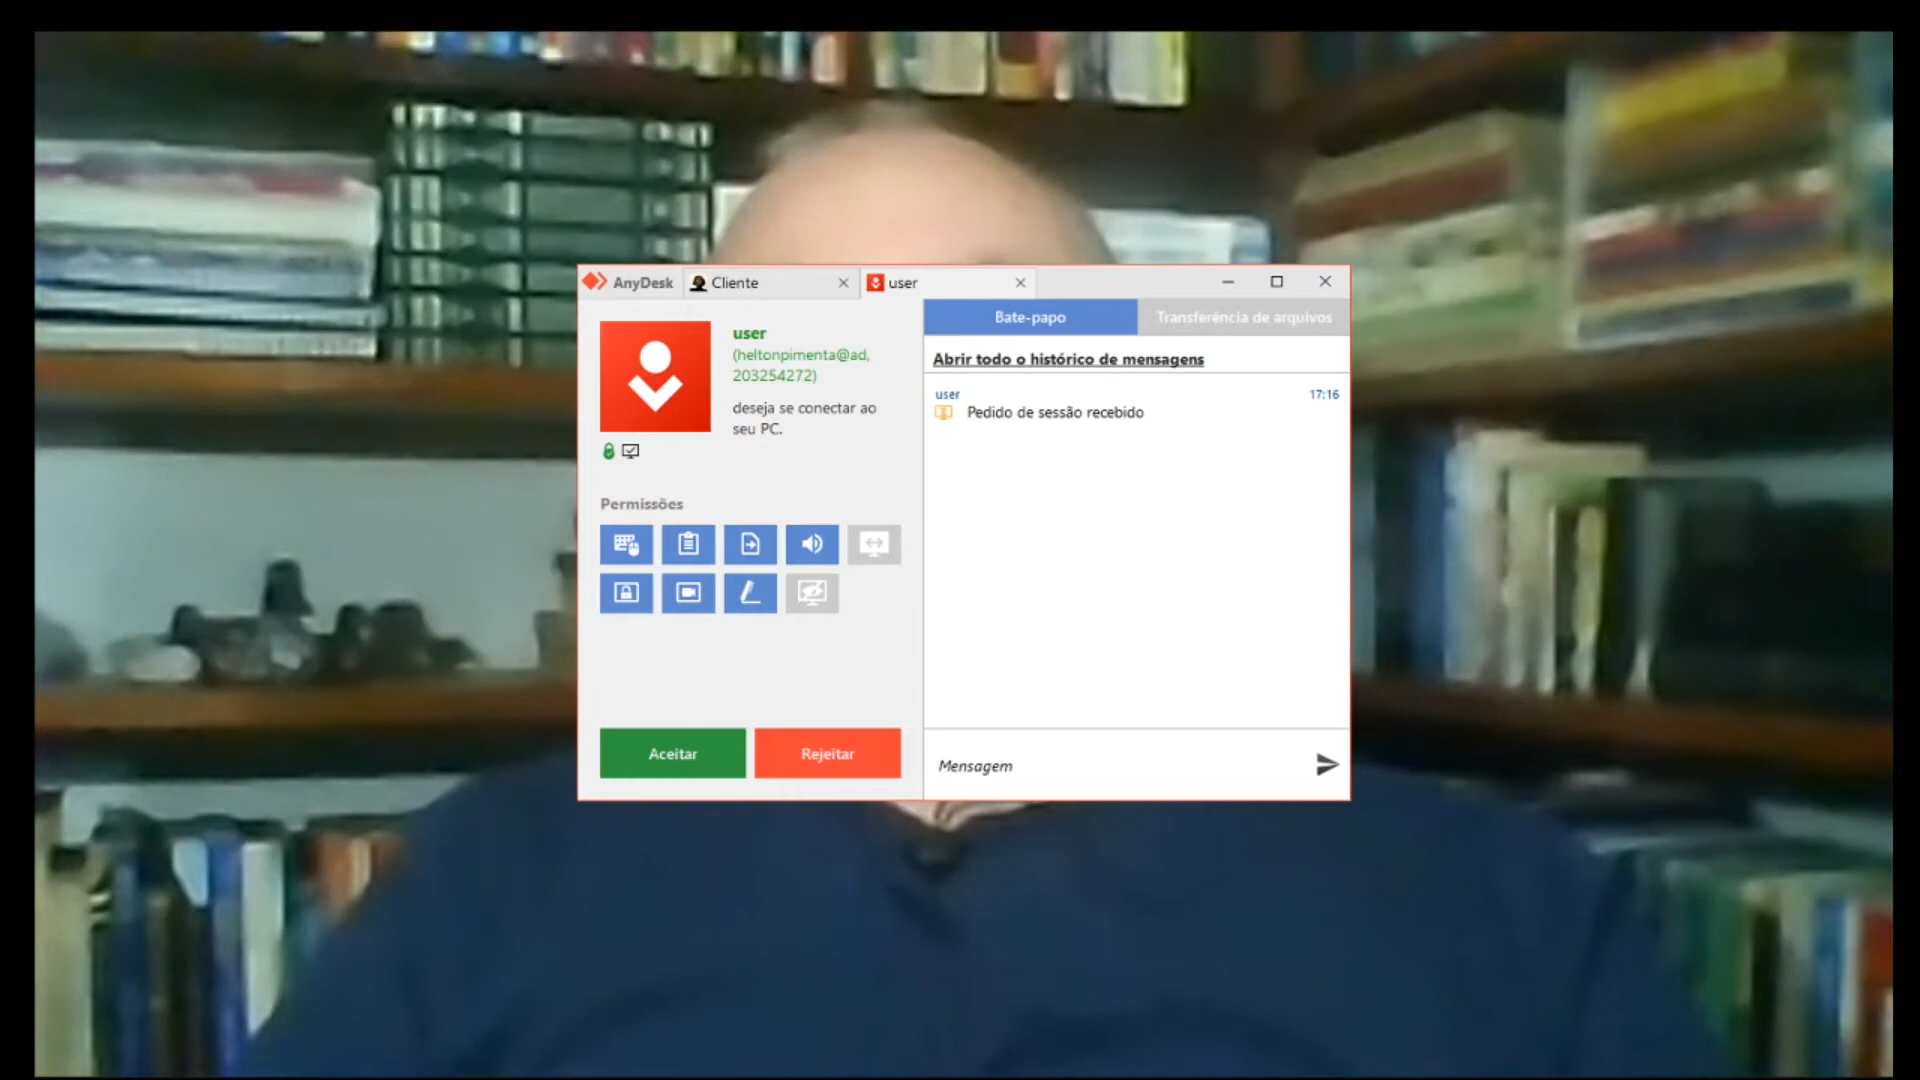 AnyDesk
Cliente
user
user
(heltonpimenta@ad,
203254272)
deseja se conectar ao
seu PC.
Permissões
Aceitar
Rejeitar
Bate-papo
Transferência de arquivos
Abrir todo o histórico de mensagens
user
17:16
Pedido de sessão recebido
Mensagem